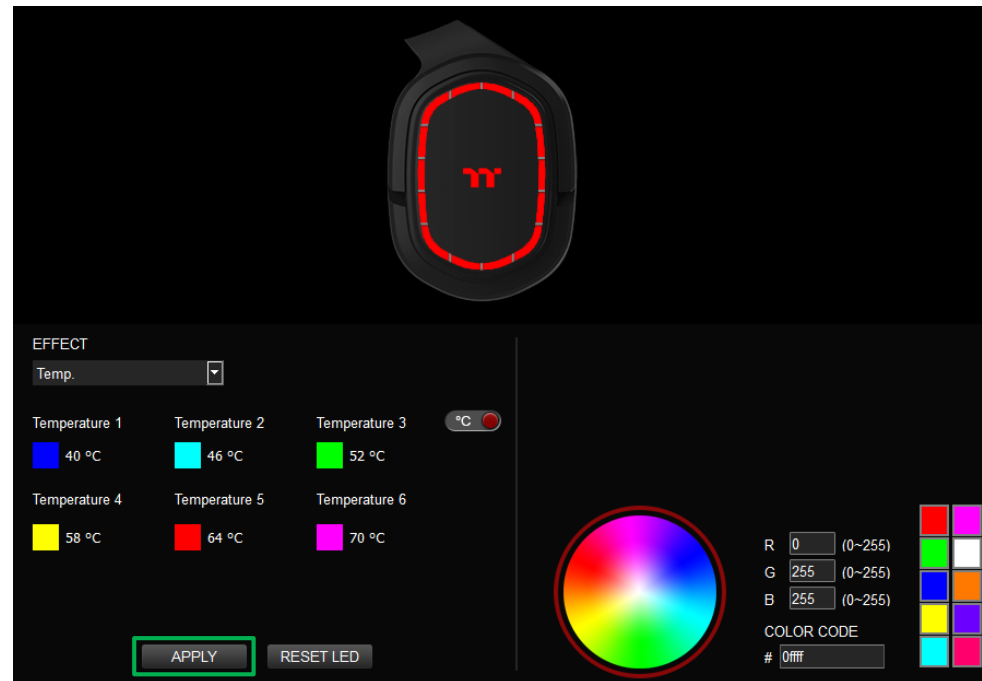 EFFECT
Temp.
Temperature 1 Temperature 2 Temperature 3 °C
40 °C 46 °C 52 °C
Temperature 4 Temperature 5 Temperature 6
58 °C 64 °C 70 °C
R 0 (0~255)
G 255 (0~255)
B 255 (0~255)
COLOR CODE
# 0ffff
APPLY RESET LED